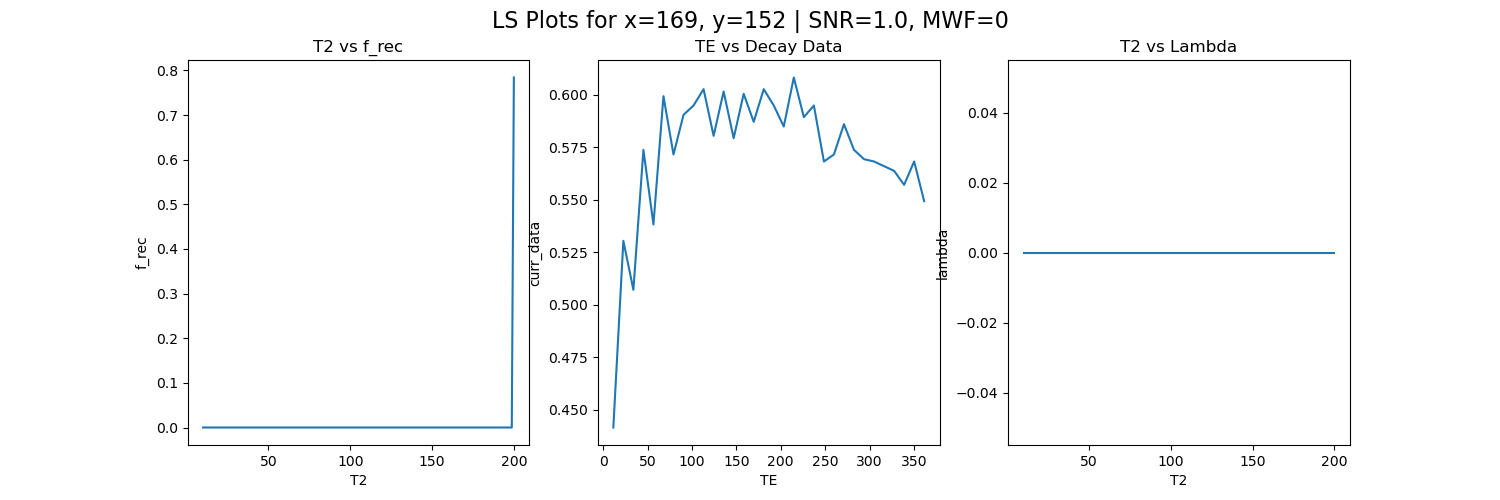 LS Plots for x=169, y=152 | SNR=1.0, MWF=0
T2 vs f_rec
0.8
0.7
0.6
0.5
0.4
0.3
0.2
0.1
0.0
f_rec
50 100 150 200
T2
TE vs Decay Data
0.600
0.575
0.550
0.525
0.500
0.475
0.450
curr_data
0 50 100 150 200 250 300 350
TE
T2 vs Lambda
0.04
0.02
0.00
−0.02
−0.04
lambda
50 100 150 200
T2